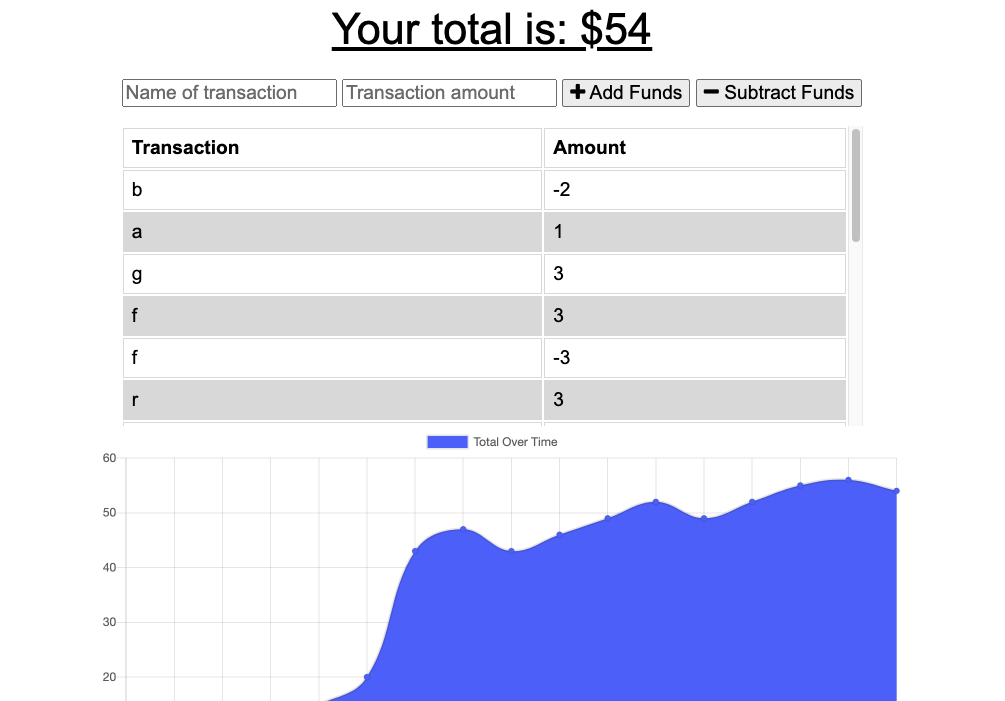 Your total is: $54
Name of transaction Transaction amount Add Funds Subtract Funds
Transaction Amount
b -2
a 1
g 3
f 3
f -3
r 3
Total Over Time
60
50
40
30
20